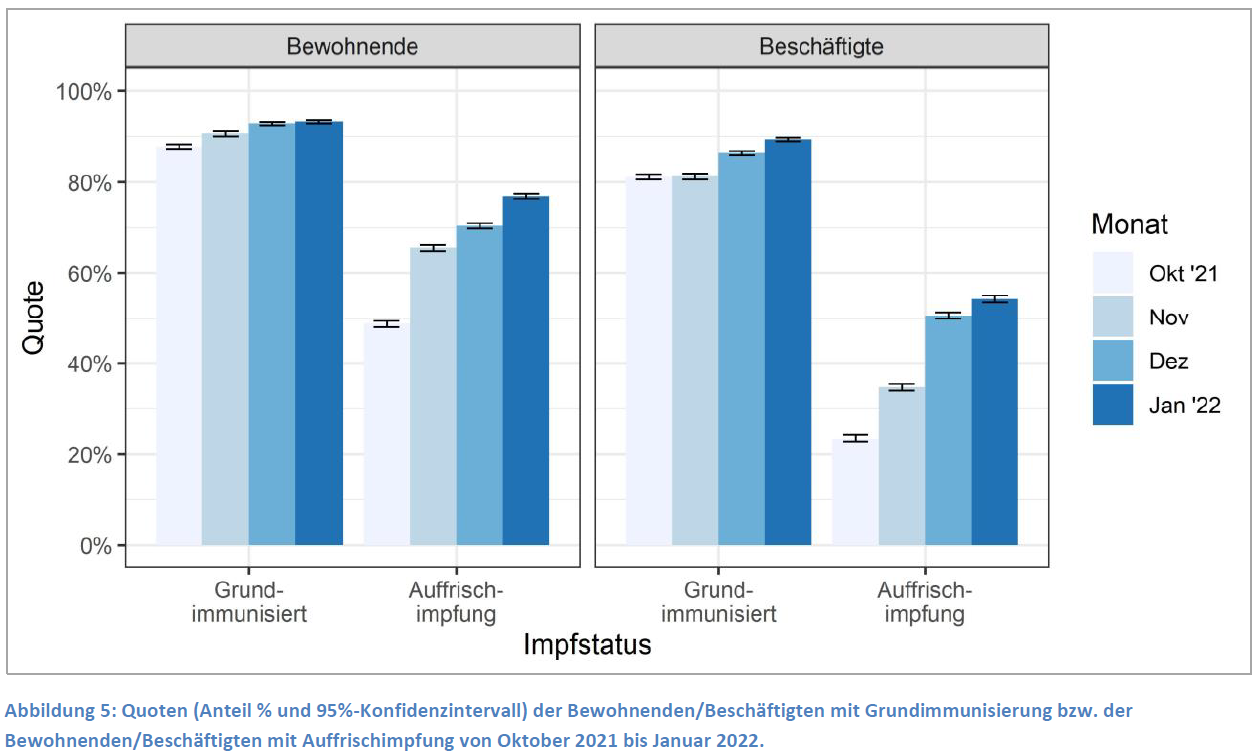 Bewohnende
Beschäftigte
100%
80%
60%
40%
20%
0%
Quote
Grund-
immunisiert
Auffrisch-
impfung
Grund-
immunisiert
Auffrisch-
impfung
Impfstatus
Monat
Okt '21
Nov
Dez
Jan '22
Abbildung 5: Quoten (Anteil % und 95%-Konfidenzintervall) der Bewohnenden/Beschäftigten mit Grundimmunisierung bzw. der
Bewohnenden/Beschäftigten mit Auffrischimpfung von Oktober 2021 bis Januar 2022.